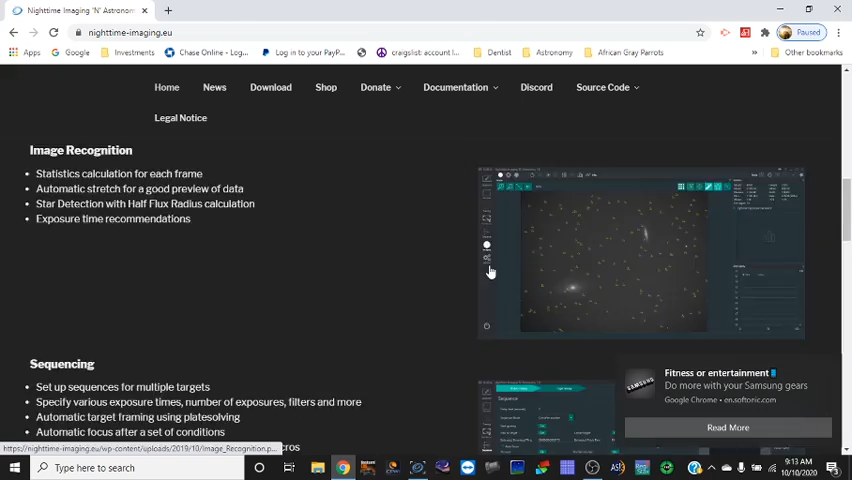 Nighttime Imaging 'N' Astronomy
nighttime-imaging.eu
Paused
Apps
Google
Investments
Chase Online - Log...
Log in to your PayP...
craigslist: account l...
Dentist
Astronomy
African Gray Parrots
Other bookmarks
Home
News
Download
Shop
Donate
Documentation
Discord
Source Code
Legal Notice
Image Recognition
Statistics calculation for each frame
Automatic stretch for a good preview of data
Star Detection with Half Flux Radius calculation
Exposure time recommendations
Sequencing
Set up sequences for multiple targets
Specify various exposure times, number of exposures, filters and more
Automatic target framing using platesolving
Automatic focus after a set of conditions
cros
Sequence
Fitness or entertainment
Do more with your Samsung gears
Google Chrome • en.softonic.com
Read More
SAMSUNG
https://nighttime-imaging.eu/wp-content/uploads/2019/10/Image_Recognition.p...
Type here to search
9:13 AM
10/10/2020